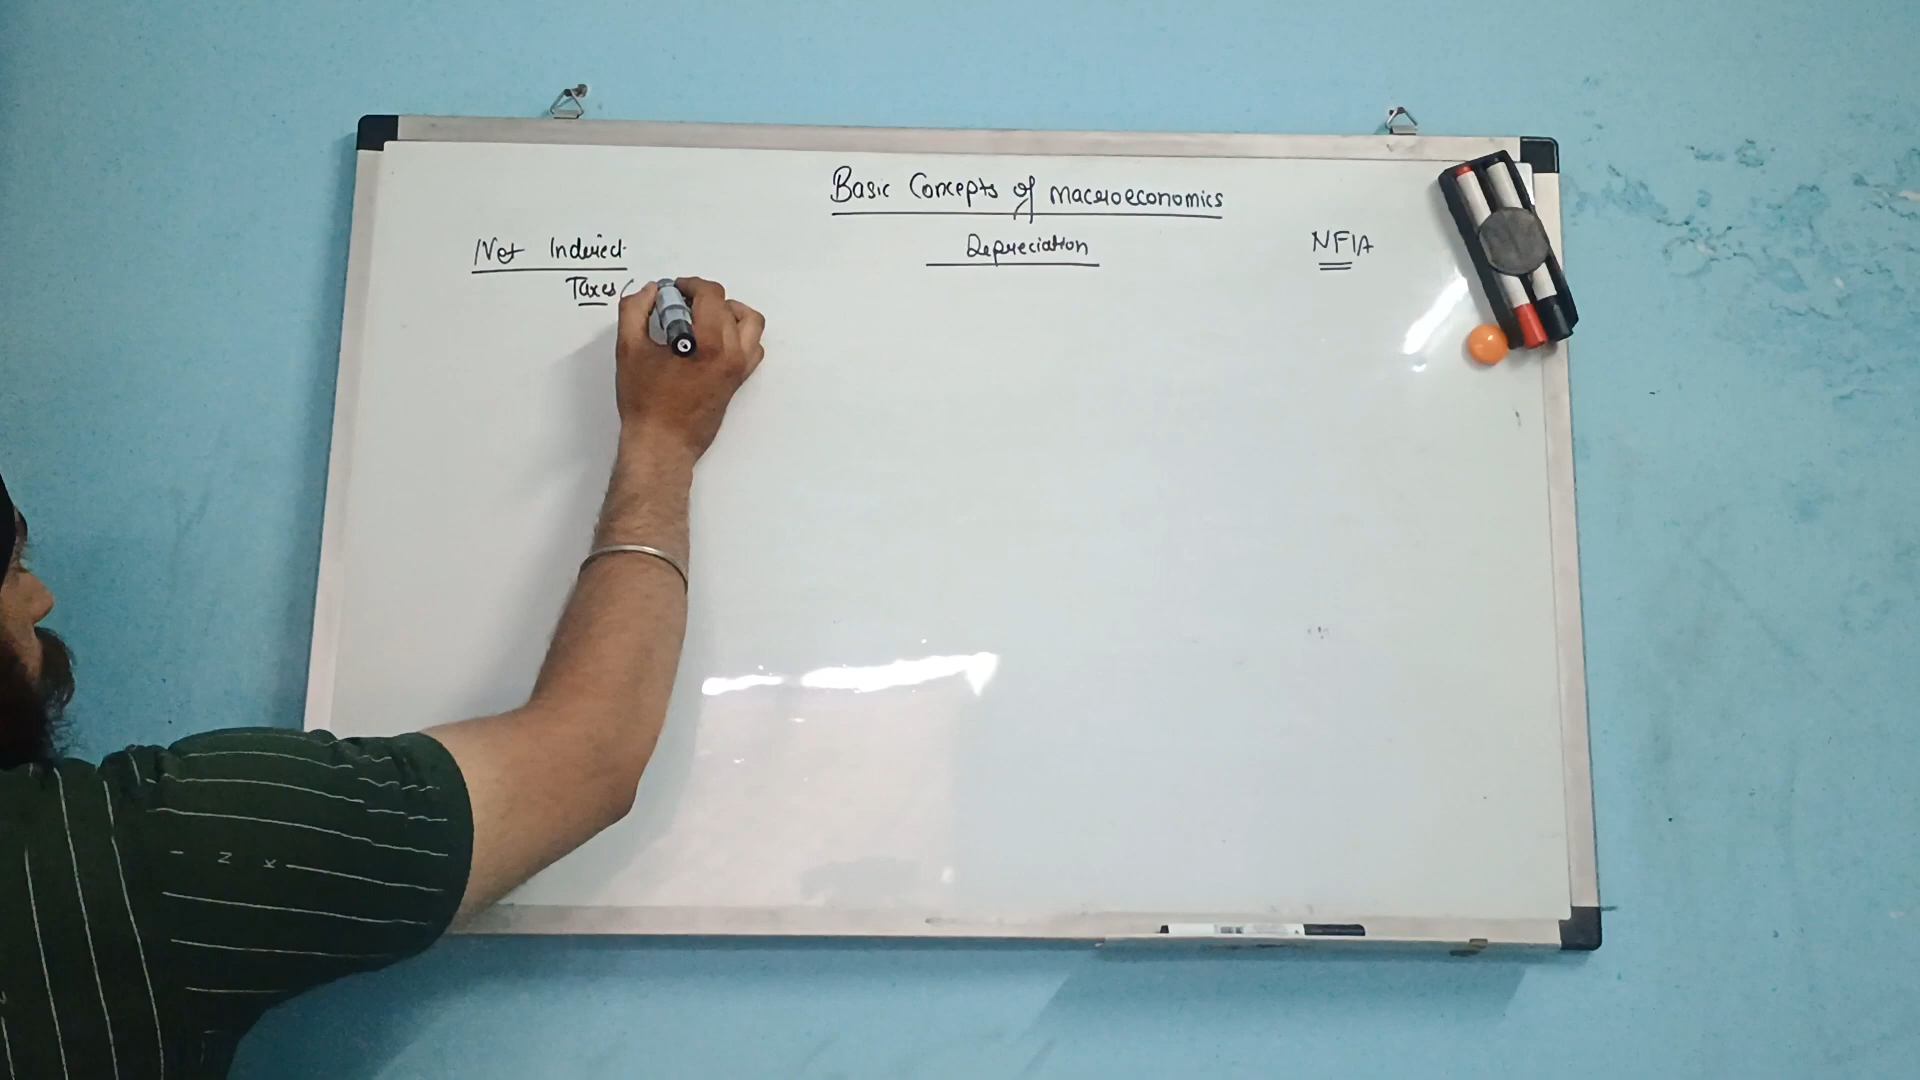 Basic Concepts of macroeconomics
Net Indirect
Taxes (
Depreciation
NFIA